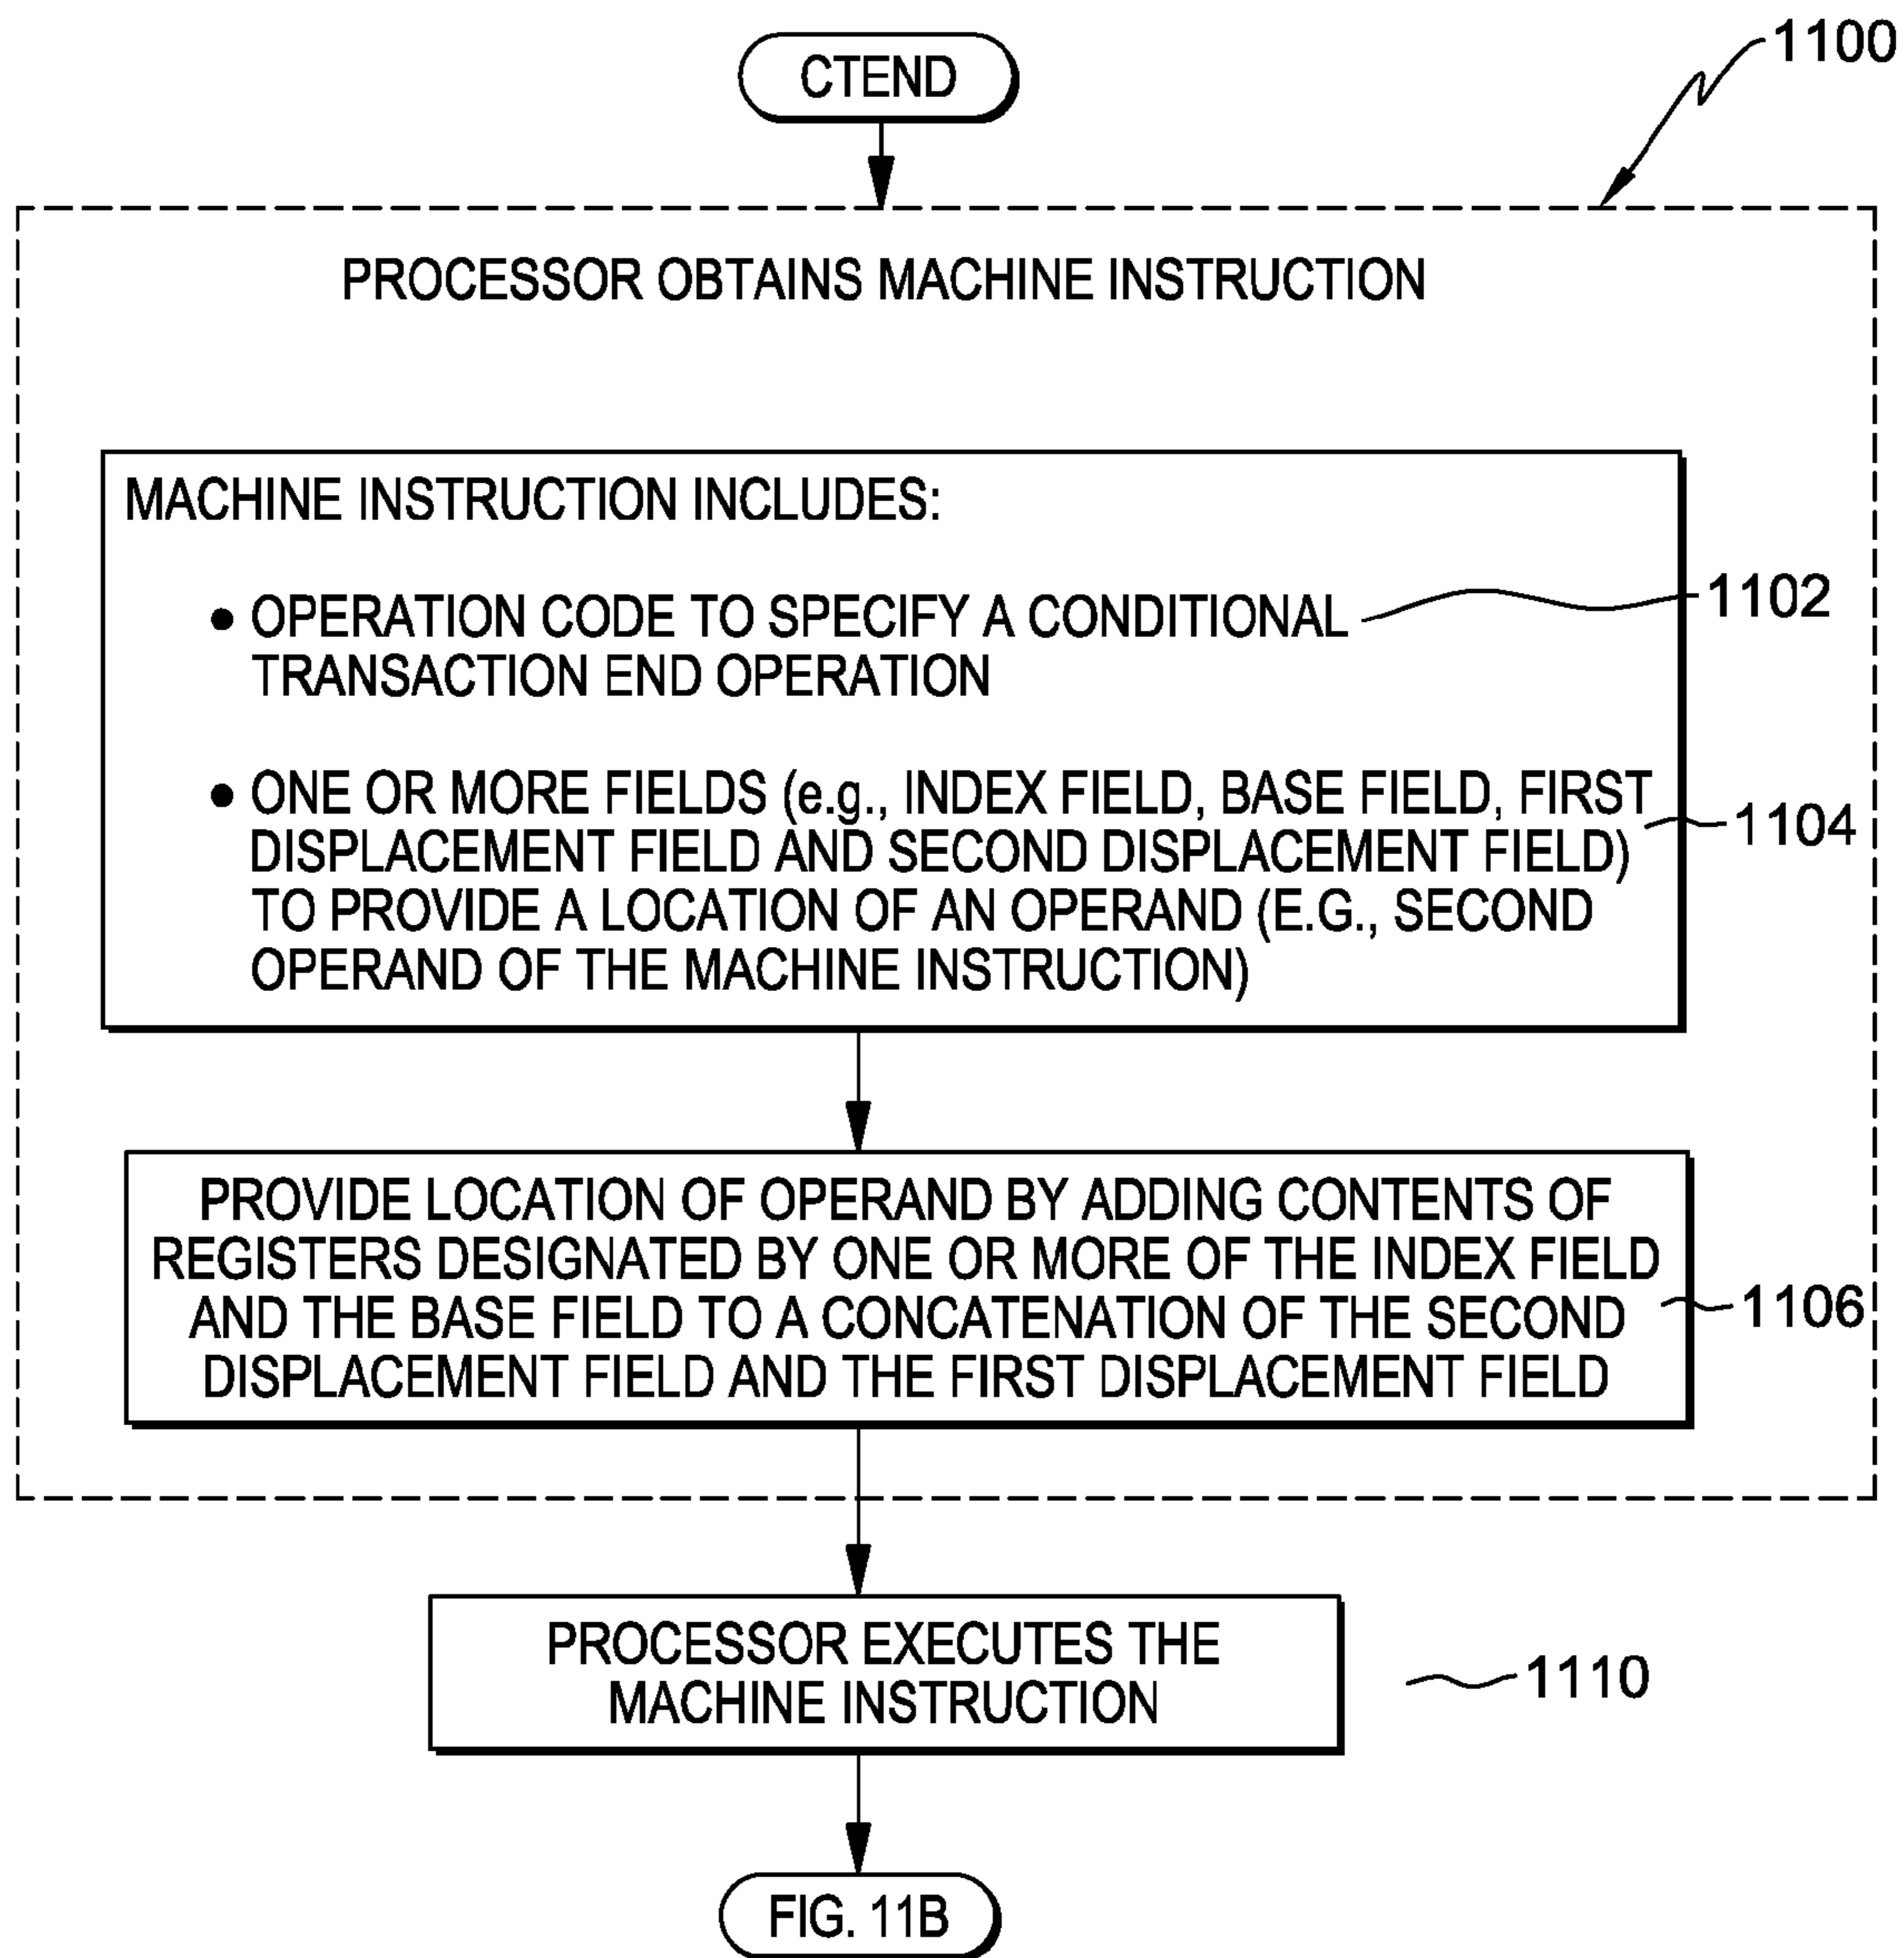 CTEND
1100
PROCESSOR OBTAINS MACHINE INSTRUCTION
MACHINE INSTRUCTION INCLUDES:
● OPERATION CODE TO SPECIFY A CONDITIONAL
TRANSACTION END OPERATION
1102
● ONE OR MORE FIELDS (e.g., INDEX FIELD, BASE FIELD, FIRST
DISPLACEMENT FIELD AND SECOND DISPLACEMENT FIELD)
TO PROVIDE A LOCATION OF AN OPERAND (E.G., SECOND
OPERAND OF THE MACHINE INSTRUCTION)
1104
PROVIDE LOCATION OF OPERAND BY ADDING CONTENTS OF
REGISTERS DESIGNATED BY ONE OR MORE OF THE INDEX FIELD
AND THE BASE FIELD TO A CONCATENATION OF THE SECOND
DISPLACEMENT FIELD AND THE FIRST DISPLACEMENT FIELD
1106
PROCESSOR EXECUTES THE
MACHINE INSTRUCTION
1110
FIG. 11B